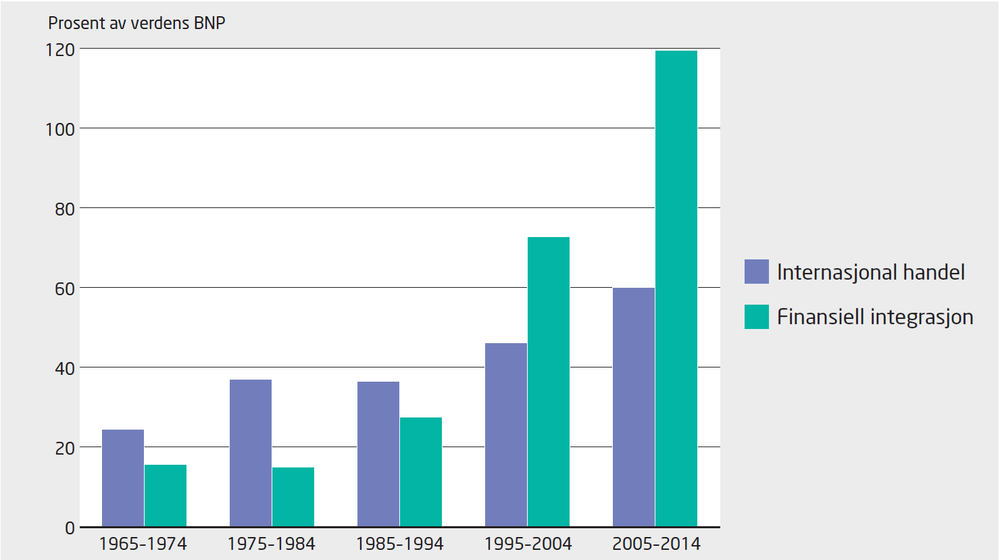 Prosent av verdens BNP
120
100
80
60
40
20
0
1965–1974 1975–1984 1985–1994 1995–2004 2005–2014
Internasjonal handel
Finansiell integrasjon